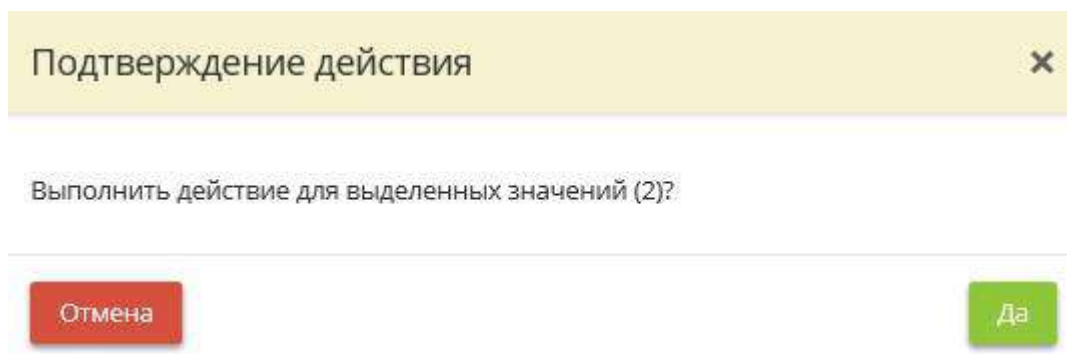 Подтверждение действия
Выполнить действие для выделенных значений (2)?
Отмена
Да